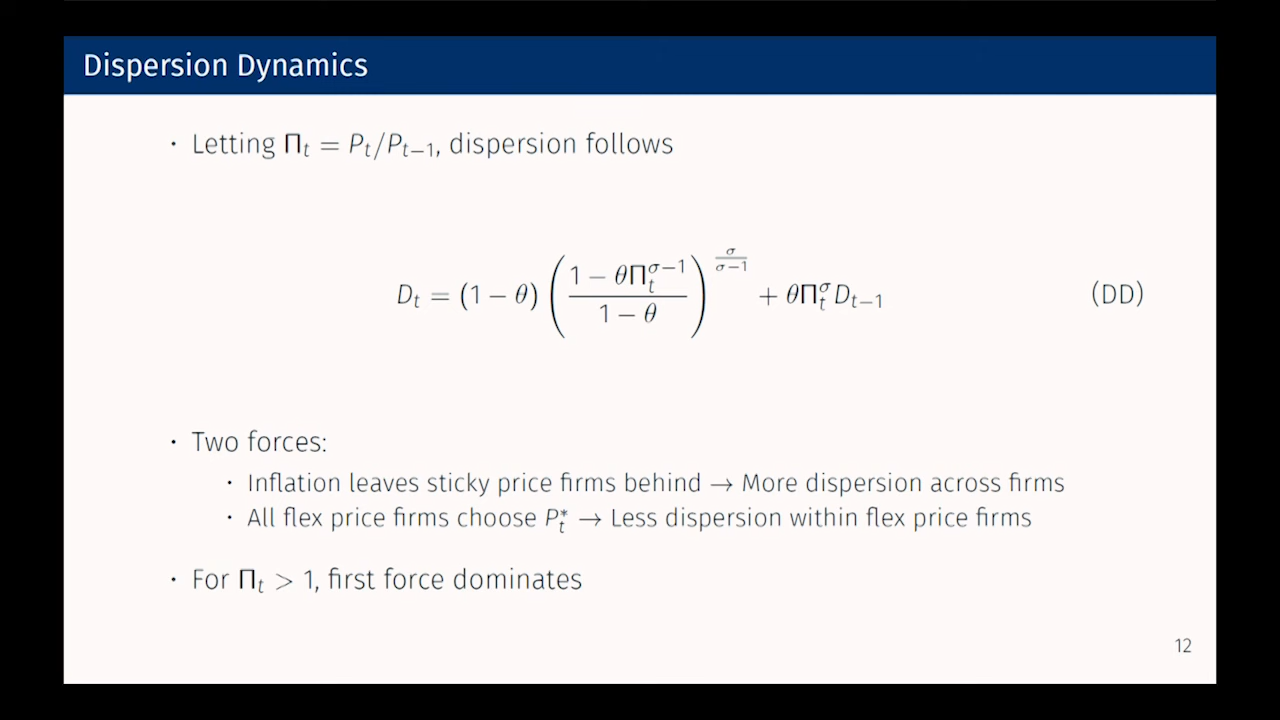 Dispersion Dynamics
· Letting Π_t = P_t/P_{t−1}, dispersion follows
D_t = (1 − θ) ( (1 − θΠ_t^{σ−1}) / (1 − θ) )^{σ/(σ−1)} + θΠ_t^σ D_{t−1} (DD)
· Two forces:
· Inflation leaves sticky price firms behind → More dispersion across firms
· All flex price firms choose P_t^* → Less dispersion within flex price firms
· For Π_t > 1, first force dominates
12